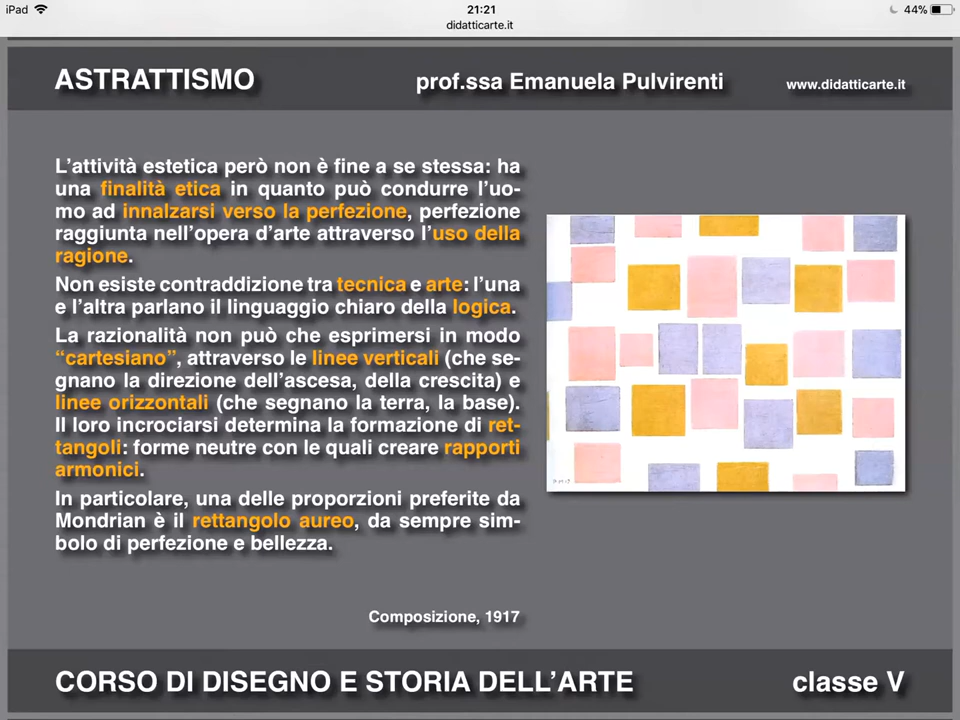 iPad 21:21 44%
didatticarte.it
ASTRATTISMO prof.ssa Emanuela Pulvirenti www.didatticarte.it
L'attività estetica però non è fine a se stessa: ha
una finalità etica in quanto può condurre l'uo-
mo ad innalzarsi verso la perfezione, perfezione
raggiunta nell'opera d'arte attraverso l'uso della
ragione.
Non esiste contraddizione tra tecnica e arte: l'una
e l'altra parlano il linguaggio chiaro della logica.
La razionalità non può che esprimersi in modo
“cartesiano”, attraverso le linee verticali (che se-
gnano la direzione dell'ascesa, della crescita) e
linee orizzontali (che segnano la terra, la base).
Il loro incrociarsi determina la formazione di ret-
tangoli: forme neutre con le quali creare rapporti
armonici.
In particolare, una delle proporzioni preferite da
Mondrian è il rettangolo aureo, da sempre sim-
bolo di perfezione e bellezza.
Composizione, 1917
CORSO DI DISEGNO E STORIA DELL'ARTE classe V